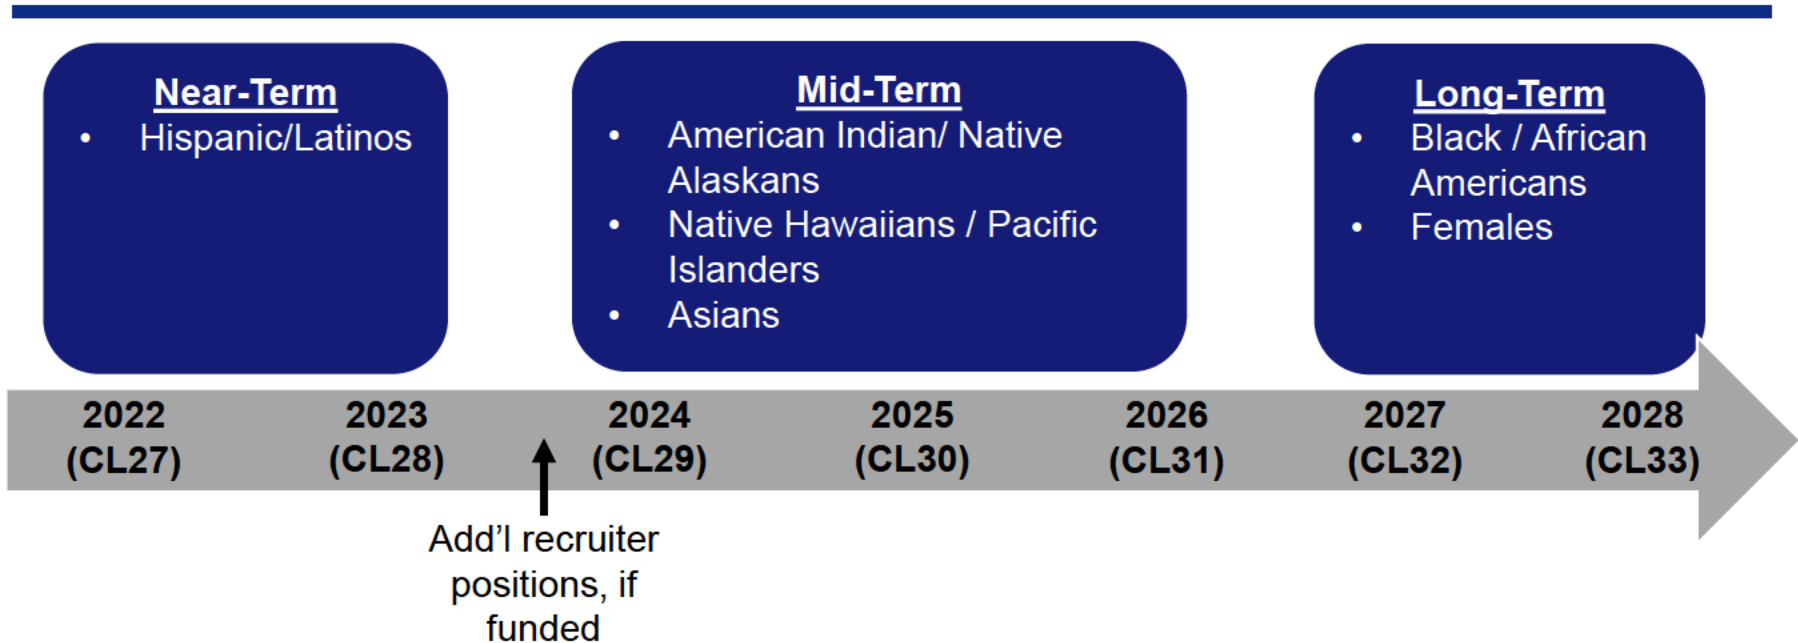 Near-Term
• Hispanic/Latinos
Mid-Term
• American Indian/ Native
Alaskans
• Native Hawaiians / Pacific
Islanders
• Asians
Long-Term
• Black / African
Americans
• Females
2022 2023 2024 2025 2026 2027 2028
(CL27) (CL28) (CL29) (CL30) (CL31) (CL32) (CL33)
Add'l recruiter
positions, if
funded